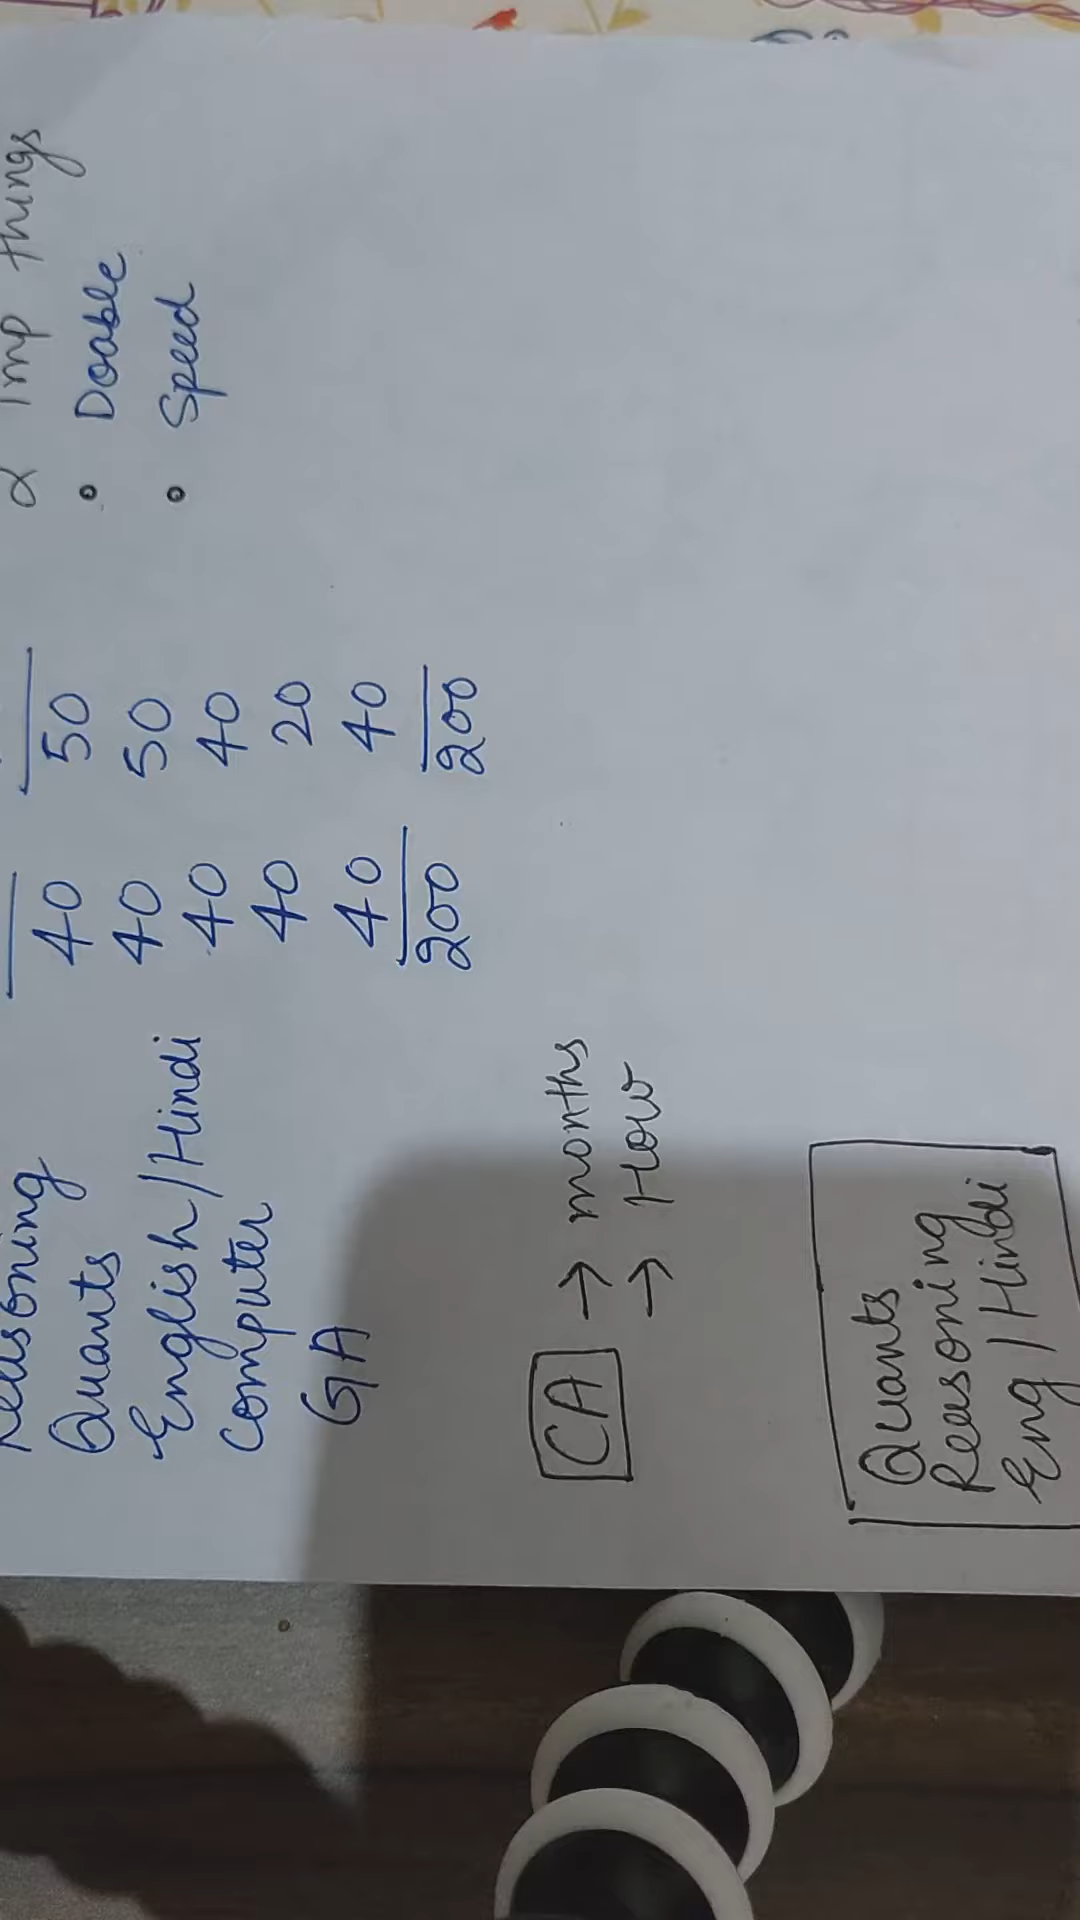 2 imp things
Reasoning 40 50
• Doable
Quants 40 50
• Speed
English/Hindi 40 40
Computer 40 20
GA 40 40
200 200
CA → months
→ How
Quants
Reasoning
Eng/Hindi